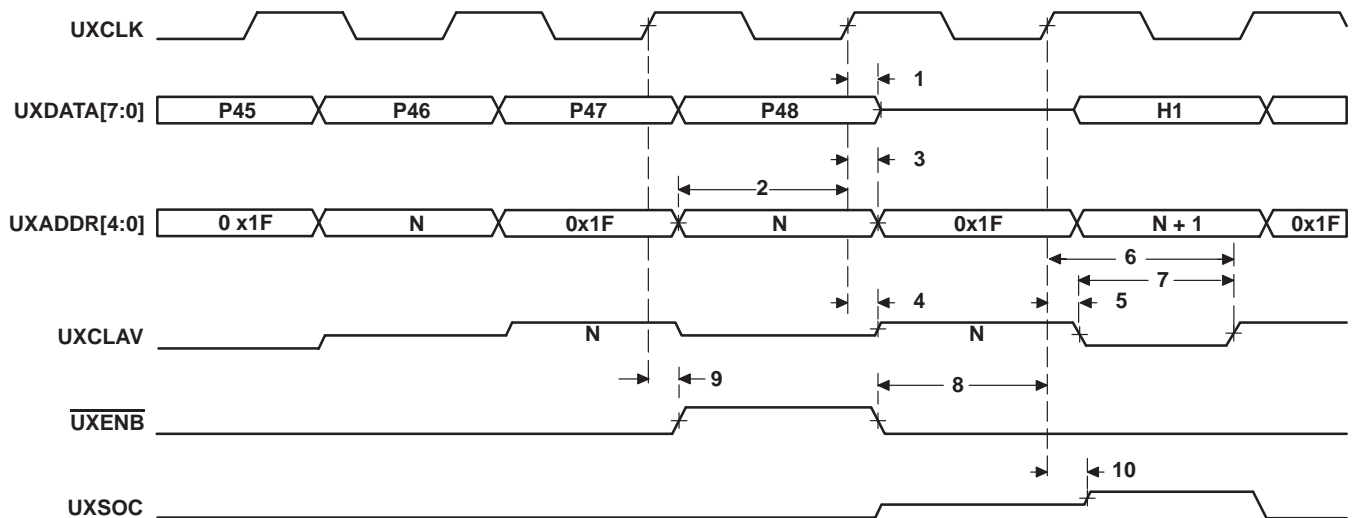 UXCLK
1
UXDATA[7:0] P45 P46 P47 P48 H1
3
2
UXADDR[4:0] 0 x1F N 0x1F N 0x1F N + 1 0x1F
6
7
4 5
UXCLAV N N
9 8
UXENB
10
UXSOC